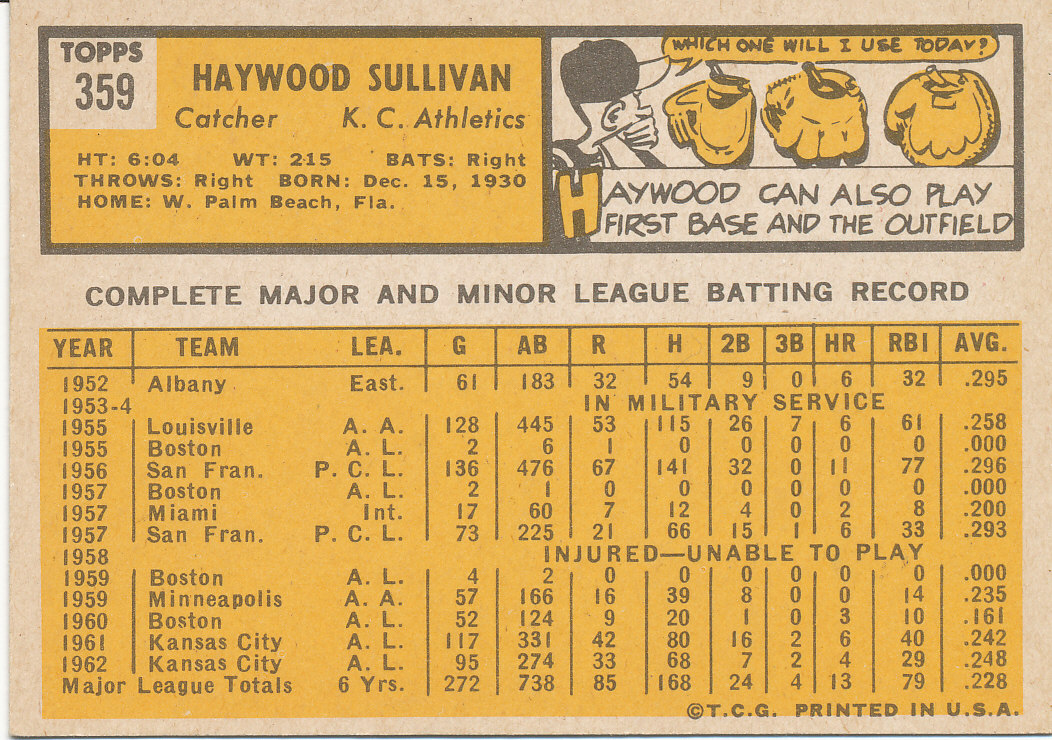 TOPPS
359
HAYWOOD SULLIVAN
Catcher K. C. Athletics
HT: 6:04 WT: 215 BATS: Right
THROWS: Right BORN: Dec. 15, 1930
HOME: W. Palm Beach, Fla.
WHICH ONE WILL I USE TODAY?
HAYWOOD CAN ALSO PLAY
FIRST BASE AND THE OUTFIELD
COMPLETE MAJOR AND MINOR LEAGUE BATTING RECORD
YEAR TEAM LEA. G AB R H 2B 3B HR RBI AVG.
1952 Albany East. 61 183 32 54 9 0 6 32 .295
1953-4 IN MILITARY SERVICE
1955 Louisville A. A. 128 445 53 115 26 7 6 61 .258
1955 Boston A. L. 2 6 1 0 0 0 0 0 .000
1956 San Fran. P. C. L. 136 476 67 141 32 0 11 77 .296
1957 Boston A. L. 2 1 0 0 0 0 0 0 .000
1957 Miami Int. 17 60 7 12 4 0 2 8 .200
1957 San Fran. P. C. L. 73 225 21 66 15 1 6 33 .293
1958 INJURED—UNABLE TO PLAY
1959 Boston A. L. 4 2 0 0 0 0 0 0 .000
1959 Minneapolis A. A. 57 166 16 39 8 0 0 14 .235
1960 Boston A. L. 52 124 9 20 1 0 3 10 .161
1961 Kansas City A. L. 117 331 42 80 16 2 6 40 .242
1962 Kansas City A. L. 95 274 33 68 7 2 4 29 .248
Major League Totals 6 Yrs. 272 738 85 168 24 4 13 79 .228
©T.C.G. PRINTED IN U.S.A.